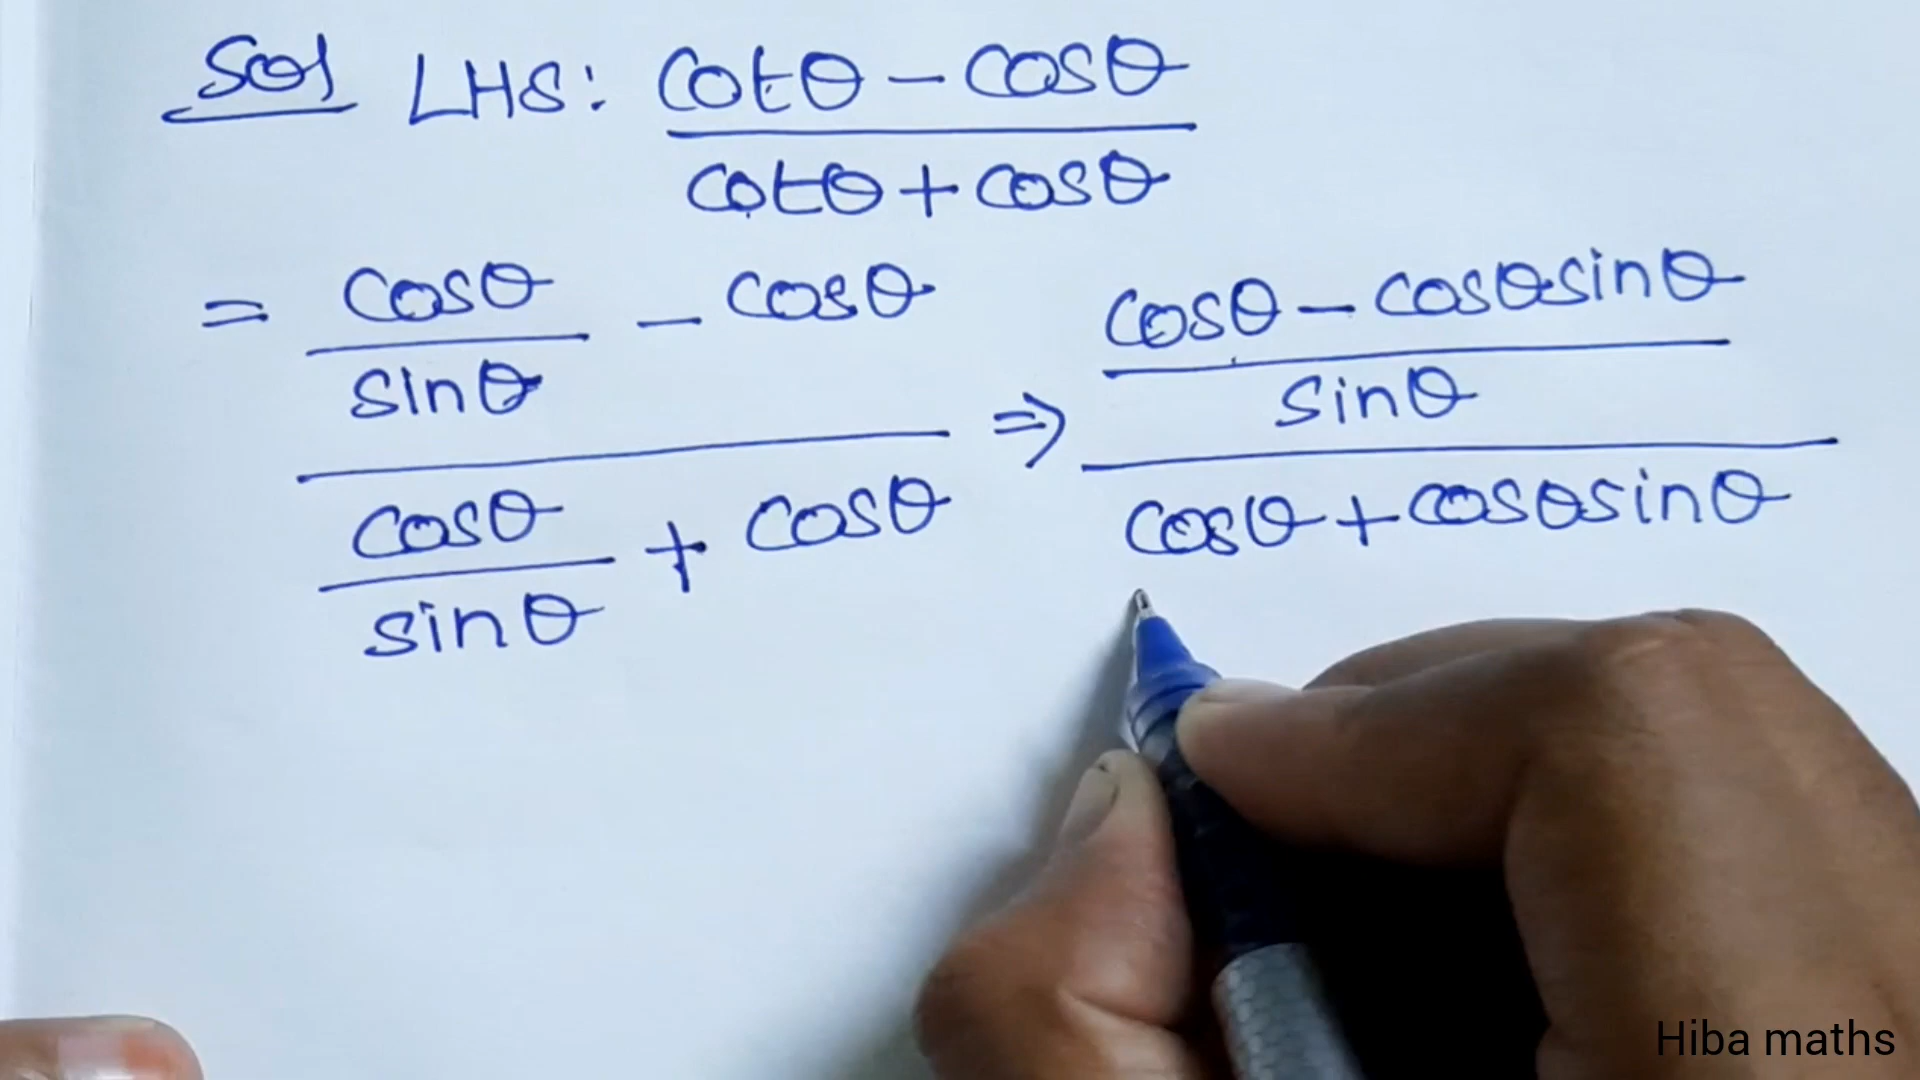 Sol LHS: cotθ - cosθ
cotθ + cosθ
= cosθ - cosθ
sinθ
cosθ + cosθ
sinθ
⇒ cosθ - cosθsinθ
sinθ
cosθ + cosθsinθ
Hiba maths